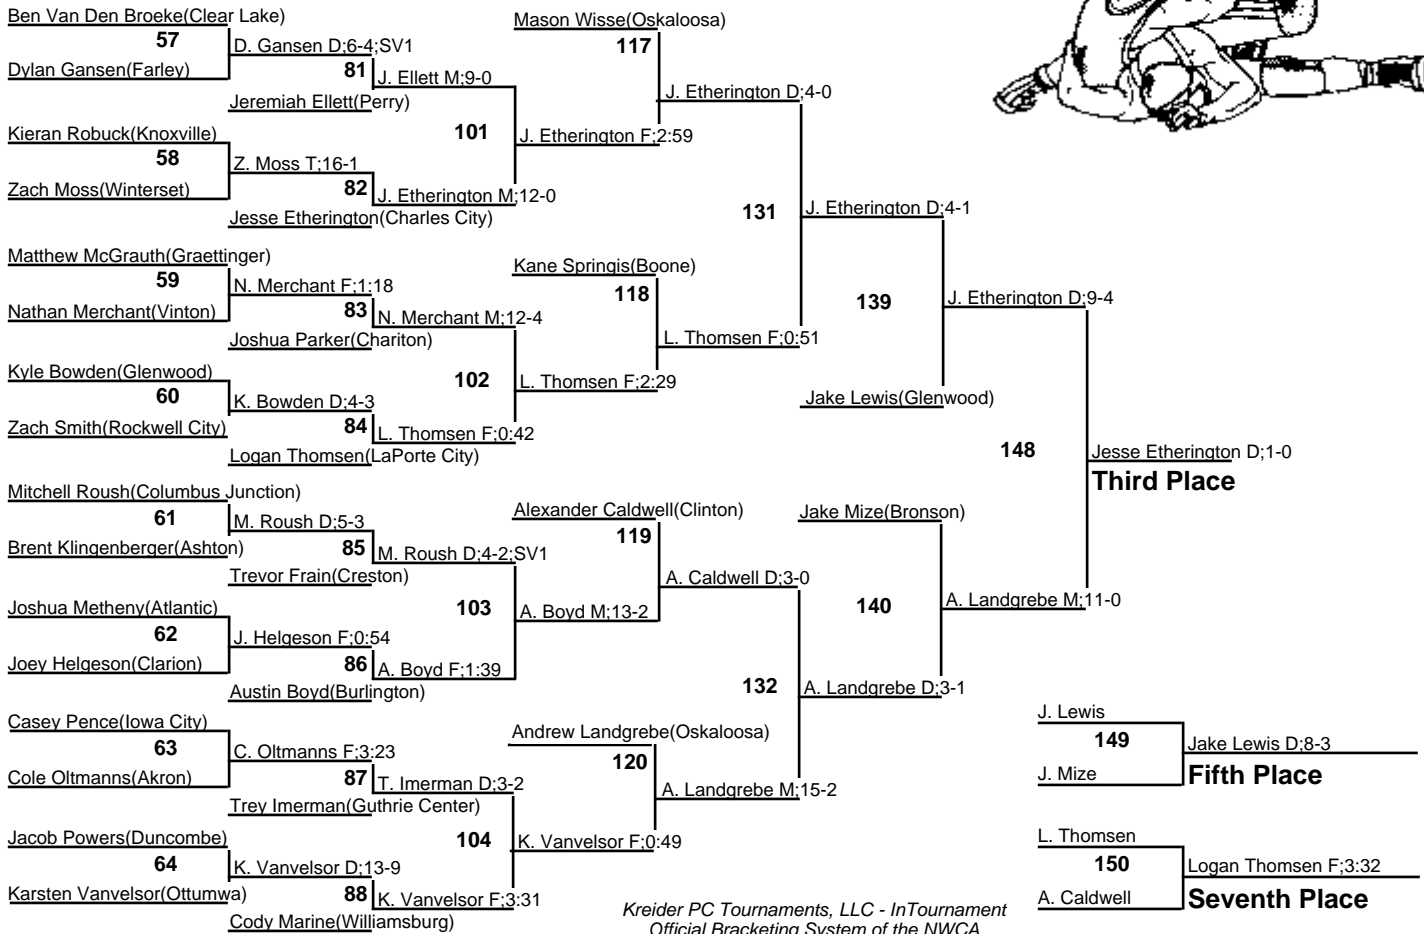 Ben Van Den Broeke(Clear Lake)
57
D. Gansen D;6-4;SV1
Dylan Gansen(Farley)
81
J. Ellett M;9-0
Jeremiah Ellett(Perry)
101
J. Etherington F;2:59
Kieran Robuck(Knoxville)
58
Z. Moss T;16-1
Zach Moss(Winterset)
82
J. Etherington M;12-0
Jesse Etherington(Charles City)
Matthew McGrauth(Graettinger)
59
N. Merchant F;1:18
Nathan Merchant(Vinton)
83
N. Merchant M;12-4
Joshua Parker(Chariton)
102
L. Thomsen F;2:29
Kyle Bowden(Glenwood)
60
K. Bowden D;4-3
Zach Smith(Rockwell City)
84
L. Thomsen F;0:42
Logan Thomsen(LaPorte City)
Mitchell Roush(Columbus Junction)
61
M. Roush D;5-3
Brent Klingenberger(Ashton)
85
M. Roush D;4-2;SV1
Trevor Frain(Creston)
103
A. Boyd M;13-2
Joshua Metheny(Atlantic)
62
J. Helgeson F;0:54
Joey Helgeson(Clarion)
86
A. Boyd F;1:39
Austin Boyd(Burlington)
Casey Pence(Iowa City)
63
C. Oltmanns F;3:23
Cole Oltmanns(Akron)
87
T. Imerman D;3-2
Trey Imerman(Guthrie Center)
104
K. Vanvelsor F;0:49
Jacob Powers(Duncombe)
64
K. Vanvelsor D;13-9
Karsten Vanvelsor(Ottumwa)
88
K. Vanvelsor F;3:31
Cody Marine(Williamsburg)
Mason Wisse(Oskaloosa)
117
J. Etherington D;4-0
131
J. Etherington D;4-1
Kane Springis(Boone)
118
L. Thomsen F;0:51
139
J. Etherington D;9-4
Jake Lewis(Glenwood)
148
Jesse Etherington D;1-0
Third Place
Alexander Caldwell(Clinton)
119
A. Caldwell D;3-0
Jake Mize(Bronson)
140
A. Landgrebe M;11-0
132
A. Landgrebe D;3-1
Andrew Landgrebe(Oskaloosa)
120
A. Landgrebe M;15-2
J. Lewis
149
Jake Lewis D;8-3
J. Mize
Fifth Place
L. Thomsen
150
Logan Thomsen F;3:32
A. Caldwell
Seventh Place
Kreider PC Tournaments, LLC - InTournament
Official Bracketing System of the NWCA